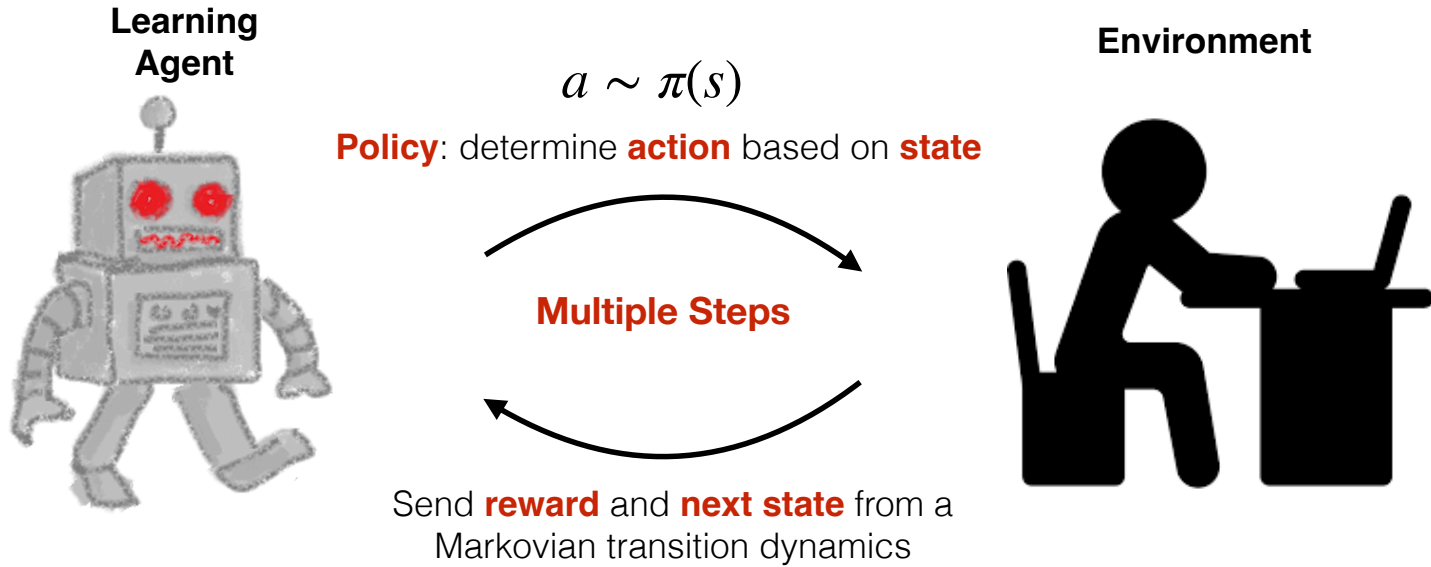 Learning
Agent
Environment
a ∼ π(s)
Policy: determine action based on state
Multiple Steps
Send reward and next state from a
Markovian transition dynamics